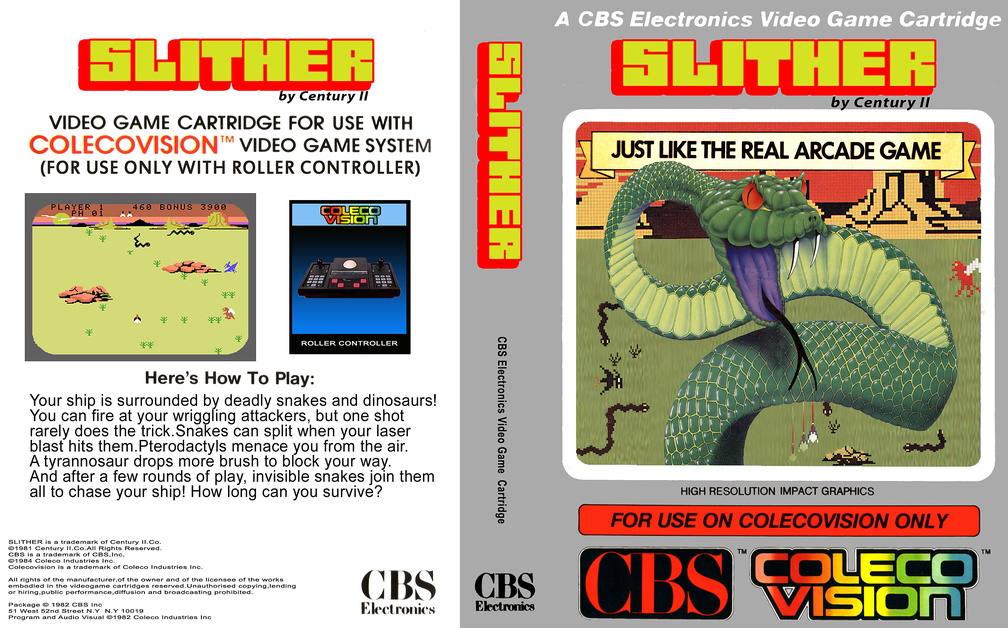 SLITHER
by Century II
VIDEO GAME CARTRIDGE FOR USE WITH
COLECOVISION™ VIDEO GAME SYSTEM
(FOR USE ONLY WITH ROLLER CONTROLLER)
PLAYER 1 460 BONUS 3900
PH 01
COLECO
VISION
ROLLER CONTROLLER
Here's How To Play:
Your ship is surrounded by deadly snakes and dinosaurs!
You can fire at your wriggling attackers, but one shot
rarely does the trick.Snakes can split when your laser
blast hits them.Pterodactyls menace you from the air.
A tyrannosaur drops more brush to block your way.
And after a few rounds of play, invisible snakes join them
all to chase your ship! How long can you survive?
SLITHER is a trademark of Century II.Co.
©1981 Century II.Co.All Rights Reserved.
CBS is a trademark of CBS,Inc.
©1984 Coleco Industries Inc.
Colecovision is a trademark of Coleco Industries Inc.
All rights of the manufacturer,of the owner and of the licensee of the works
embodied in the videogame cartridges reserved.Unauthorised copying,lending
or hiring,public performance,diffusion and broadcasting prohibited.
Package © 1982 CBS Inc
51 West 52nd Street N.Y N.Y 10019
Program and Audio Visual ©1982 Coleco Industries Inc
CBS
Electronics
SLITHER
CBS Electronics Video Game Cartridge
CBS
Electronics
A CBS Electronics Video Game Cartridge
SLITHER
by Century II
JUST LIKE THE REAL ARCADE GAME
HIGH RESOLUTION IMPACT GRAPHICS
FOR USE ON COLECOVISION ONLY
CBS™
COLECO™
VISION